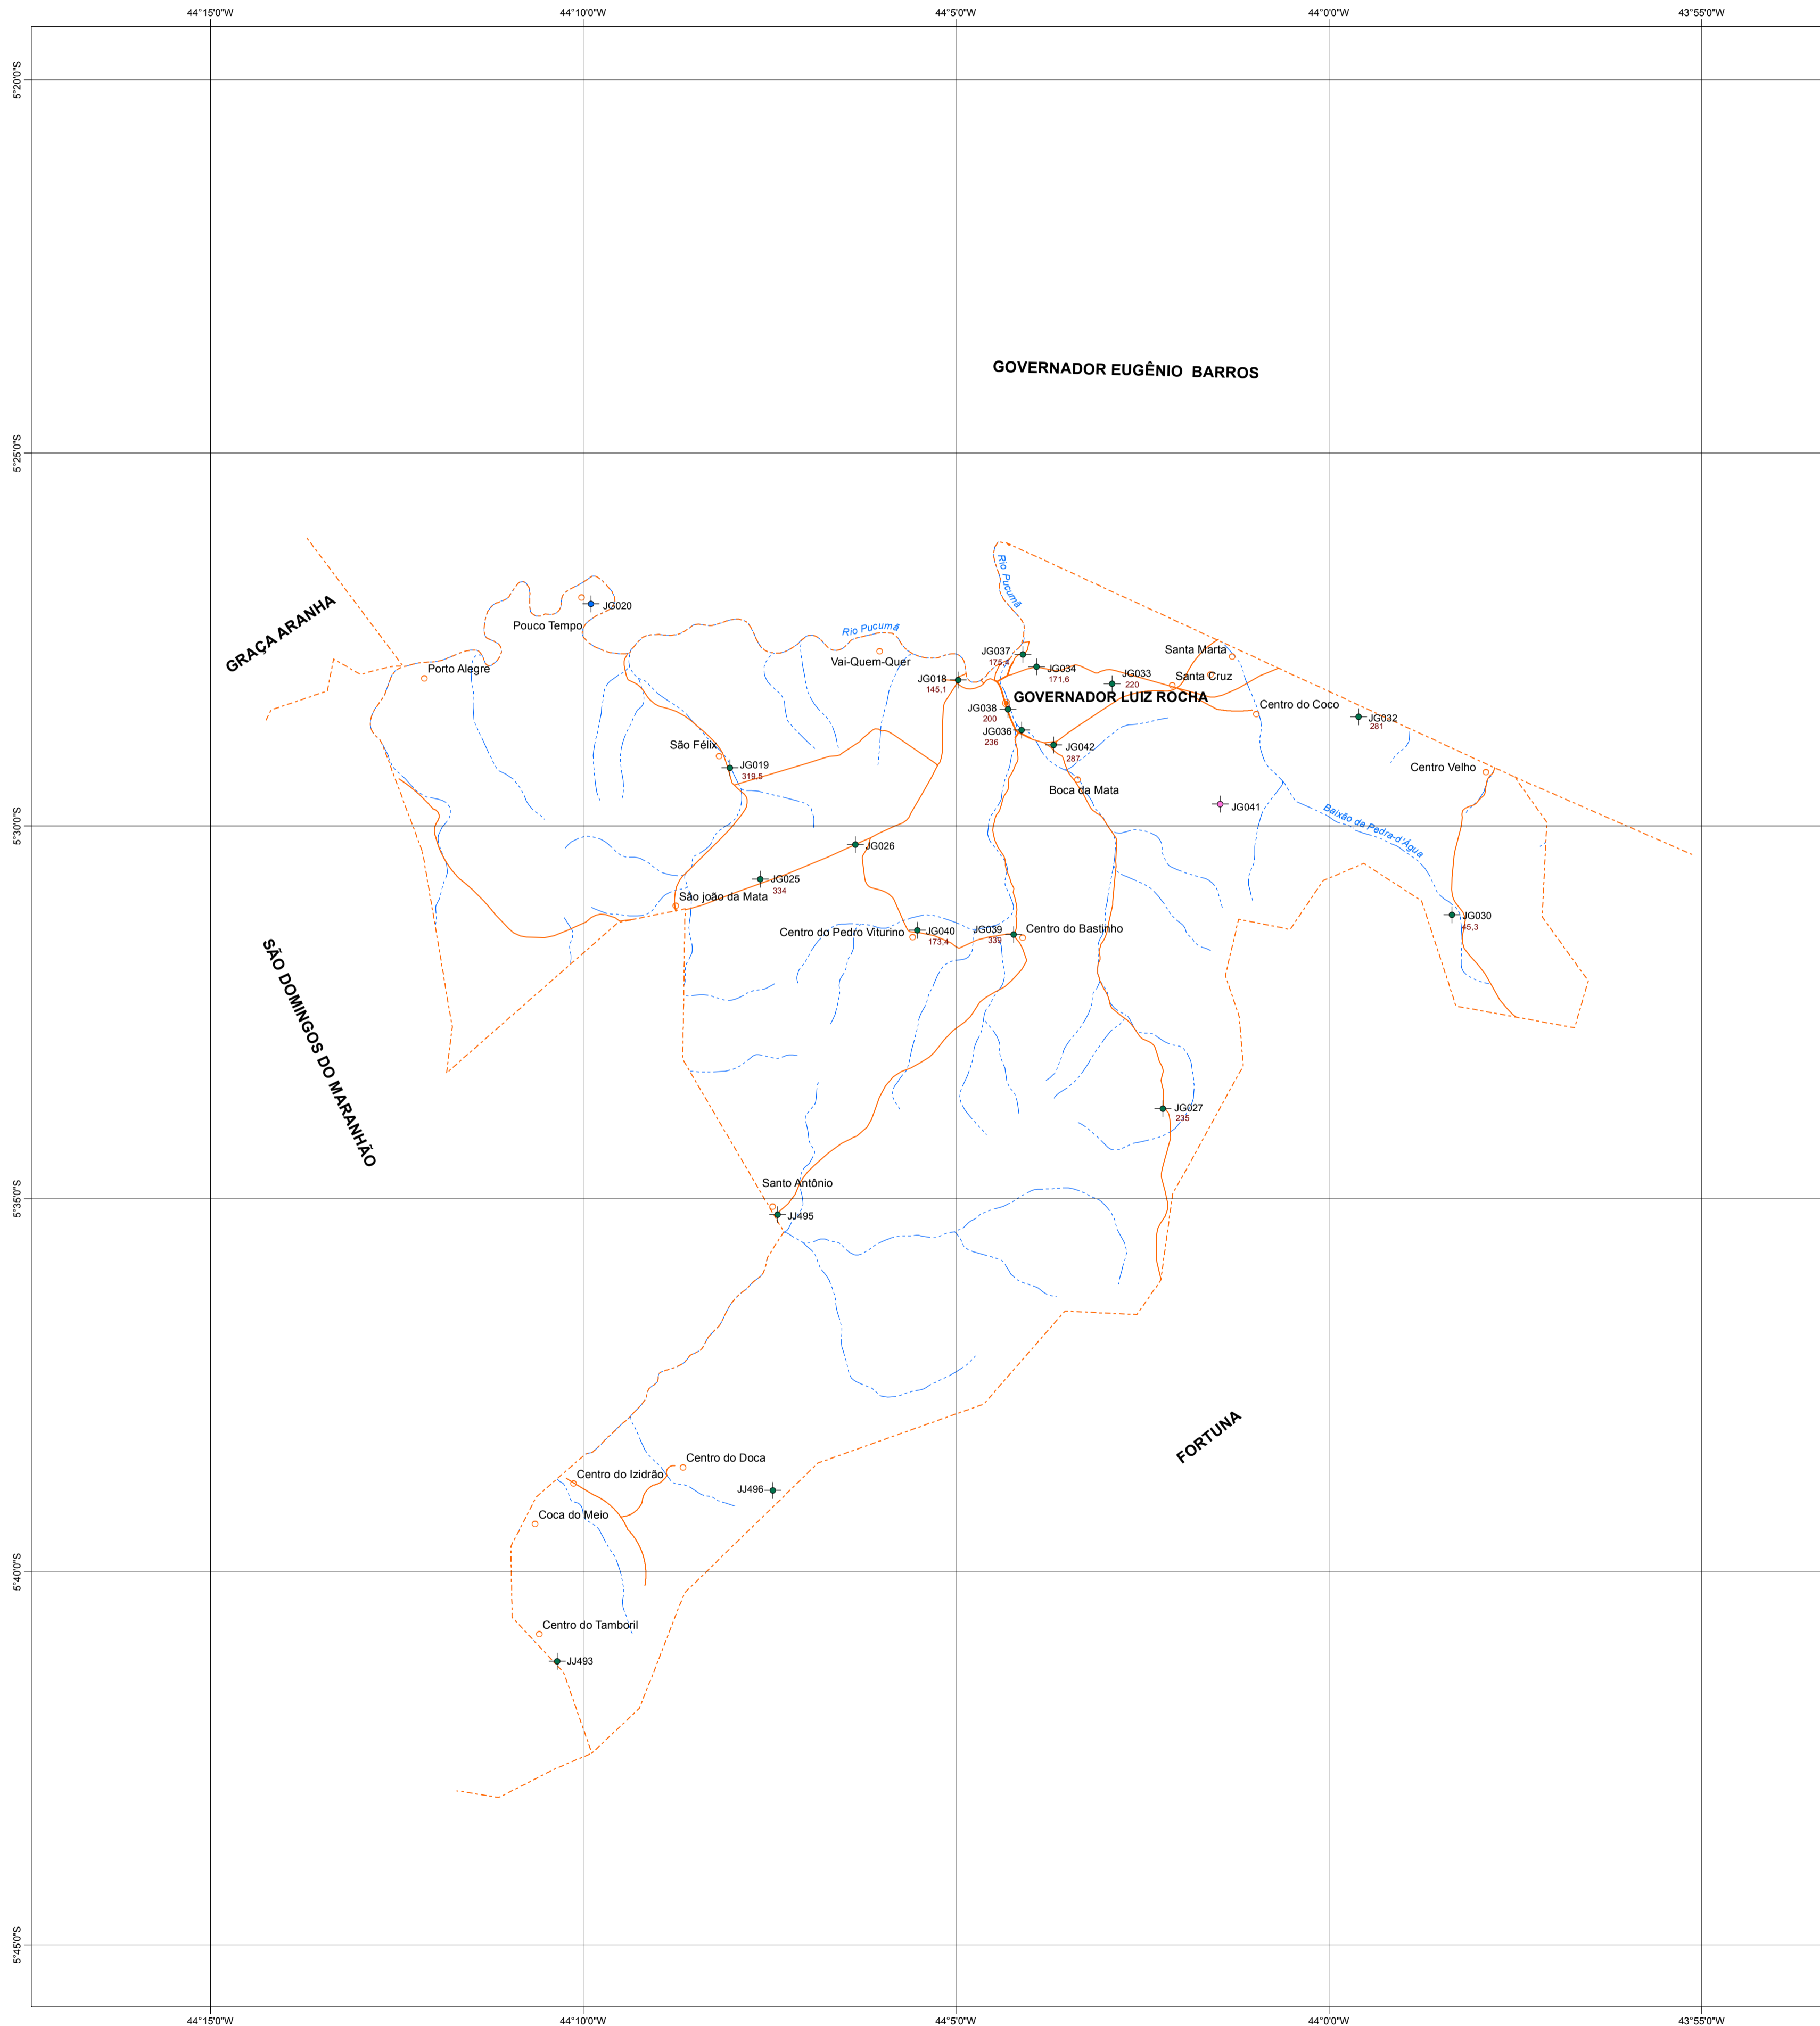 44°15'0"W
44°10'0"W
44°5'0"W
44°0'0"W
43°55'0"W
5°20'0"S
GOVERNADOR EUGÊNIO BARROS
5°25'0"S
Rio Pucumã
GRAÇA ARANHA
JG020
Pouco Tempo
Rio Pucumã
Vai-Quem-Quer
JG037
175,4
Santa Marta
Porto Alegre
JG034
171,6
JG018
145,1
JG033
220
Santa Cruz
GOVERNADOR LUIZ ROCHA
Centro do Coco
JG038
200
JG032
281
JG036
236
São Félix
JG042
287
JG019
319,5
Centro Velho
Boca da Mata
JG041
Baixão da Pedra-d'Água
5°30'0"S
JG026
JG025
334
São joão da Mata
JG030
45,3
Centro do Pedro Viturino
JG040
173,4
JG039
339
Centro do Bastinho
SÃO DOMINGOS DO MARANHÃO
JG027
235
Santo Antônio
5°35'0"S
JJ495
FORTUNA
Centro do Doca
Centro do Izidrão
JJ496
Coca do Meio
5°40'0"S
Centro do Tamboril
JJ493
5°45'0"S
44°15'0"W
44°10'0"W
44°5'0"W
44°0'0"W
43°55'0"W